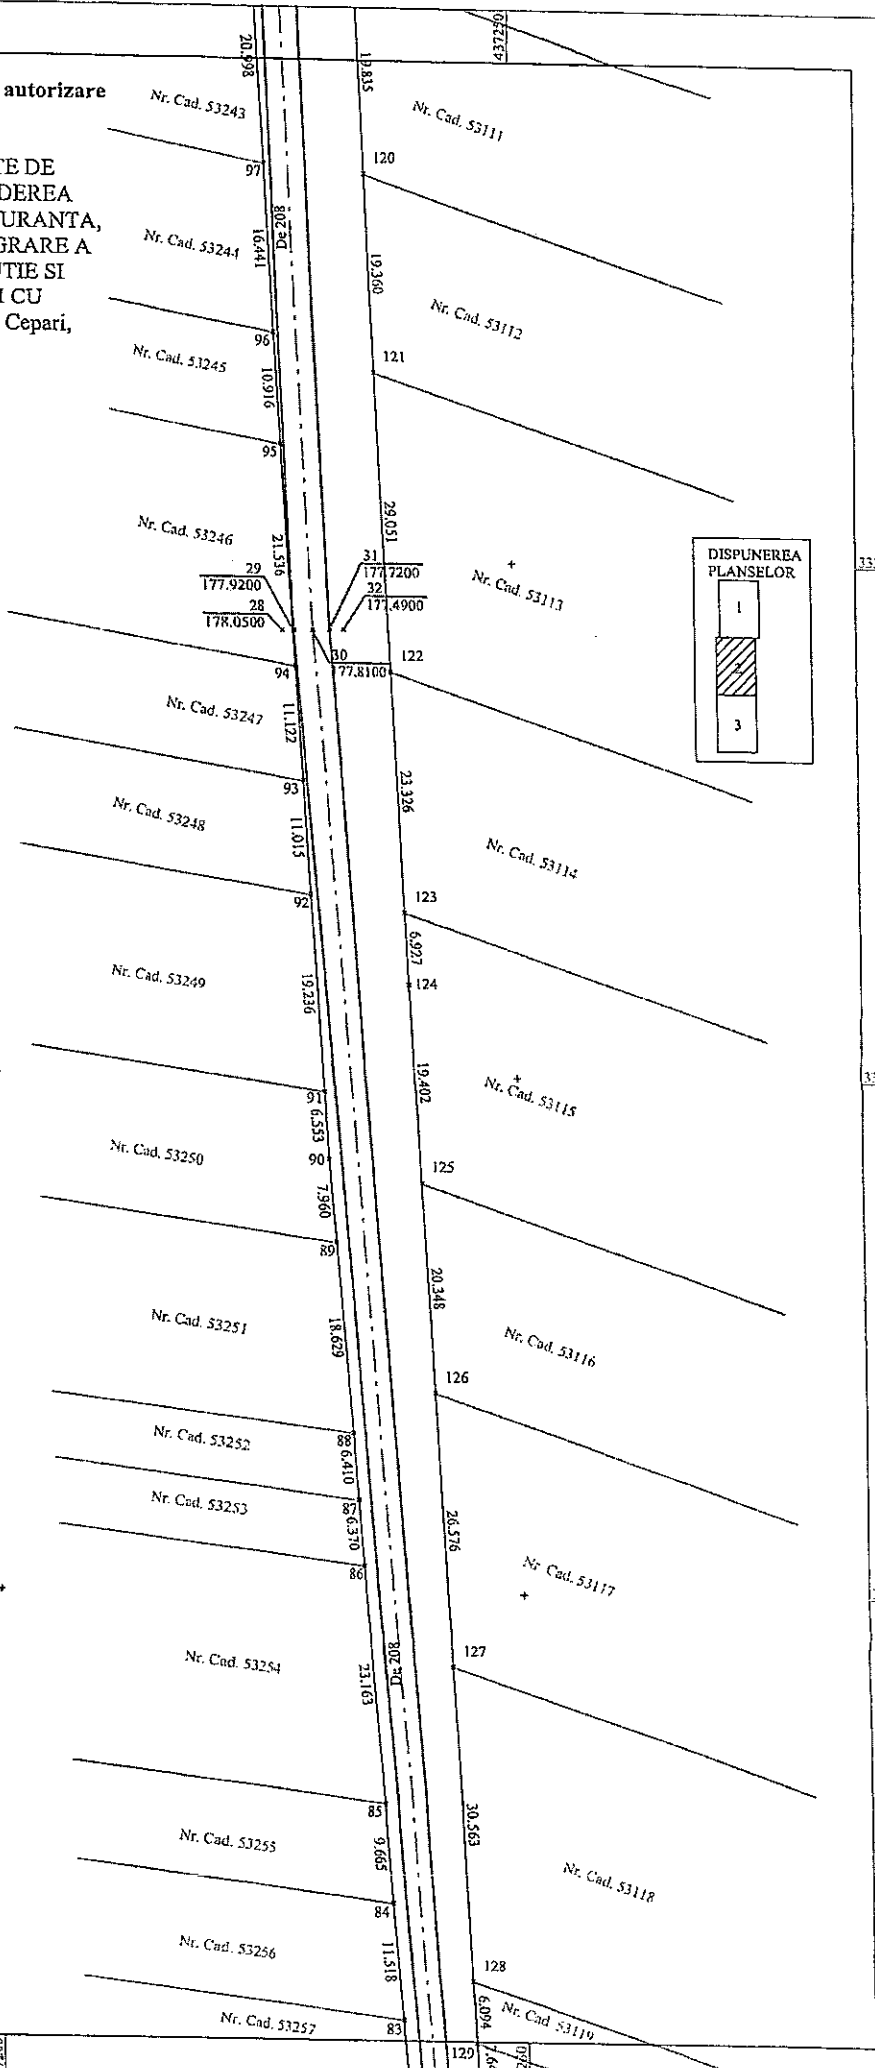 437250
20.998
19.835
autorizare
Nr. Cad. 53243
Nr. Cad. 53111
97
120
TE DE
DEREA
URANTA,
GRARE A
TIE SI
I CU
Cepari,
De 208
16.441
Nr. Cad. 53244
19.360
Nr. Cad. 53112
96
Nr. Cad. 53245
121
10.916
95
Nr. Cad. 53246
21.536
29.051
29
177.9200
28
178.0500
31
177.7200
32
177.4900
30
177.8100
Nr. Cad. 53113
DISPUNEREA
PLANSELOR
1
2
3
122
94
Nr. Cad. 53247
11.122
93
23.326
Nr. Cad. 53248
11.015
Nr. Cad. 53114
92
123
6.927
124
Nr. Cad. 53249
19.236
19.402
Nr. Cad. 53115
91
6.553
Nr. Cad. 53250
90
125
7.960
89
20.348
Nr. Cad. 53251
18.629
Nr. Cad. 53116
126
Nr. Cad. 53252
88
6.410
Nr. Cad. 53253
87
6.370
26.576
86
Nr. Cad. 53117
Nr. Cad. 53254
De 208
23.163
127
85
30.563
Nr. Cad. 53255
9.665
Nr. Cad. 53118
84
Nr. Cad. 53256
11.518
128
6.094
Nr. Cad. 53119
Nr. Cad. 53257
83
129